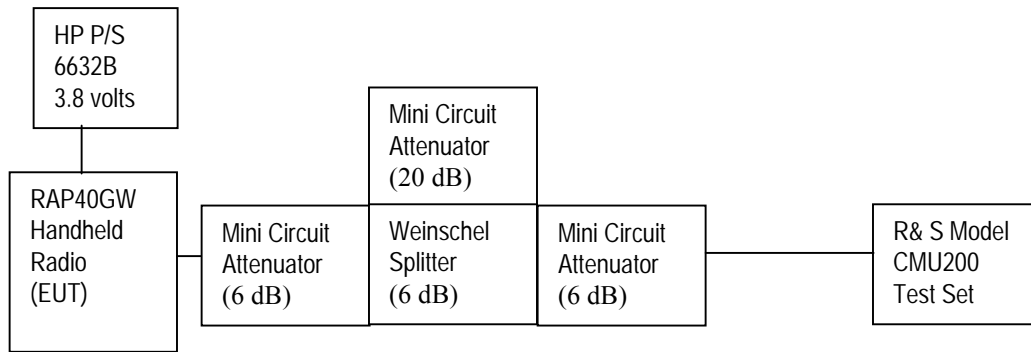 HP P/S
6632B
3.8 volts
Mini Circuit
Attenuator
(20 dB)
RAP40GW
Handheld
Radio
(EUT)
Mini Circuit
Attenuator
(6 dB)
Weinschel
Splitter
(6 dB)
Mini Circuit
Attenuator
(6 dB)
R& S Model
CMU200
Test Set